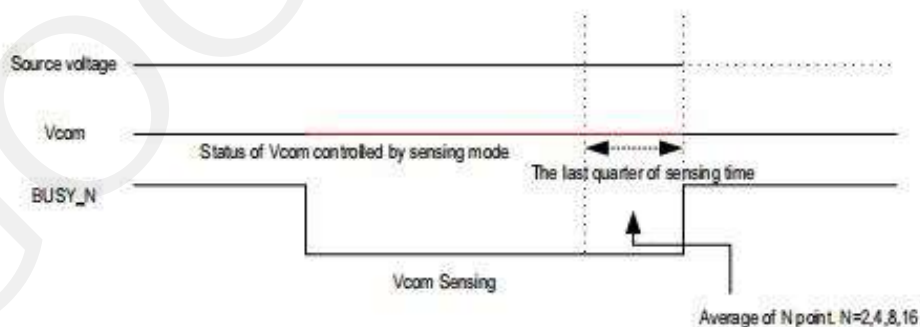 Source voltage
Vcom
Status of Vcom controlled by sensing mode
The last quarter of sensing time
BUSY_N
Vcom Sensing
Average of N point. N=2,4,8,16